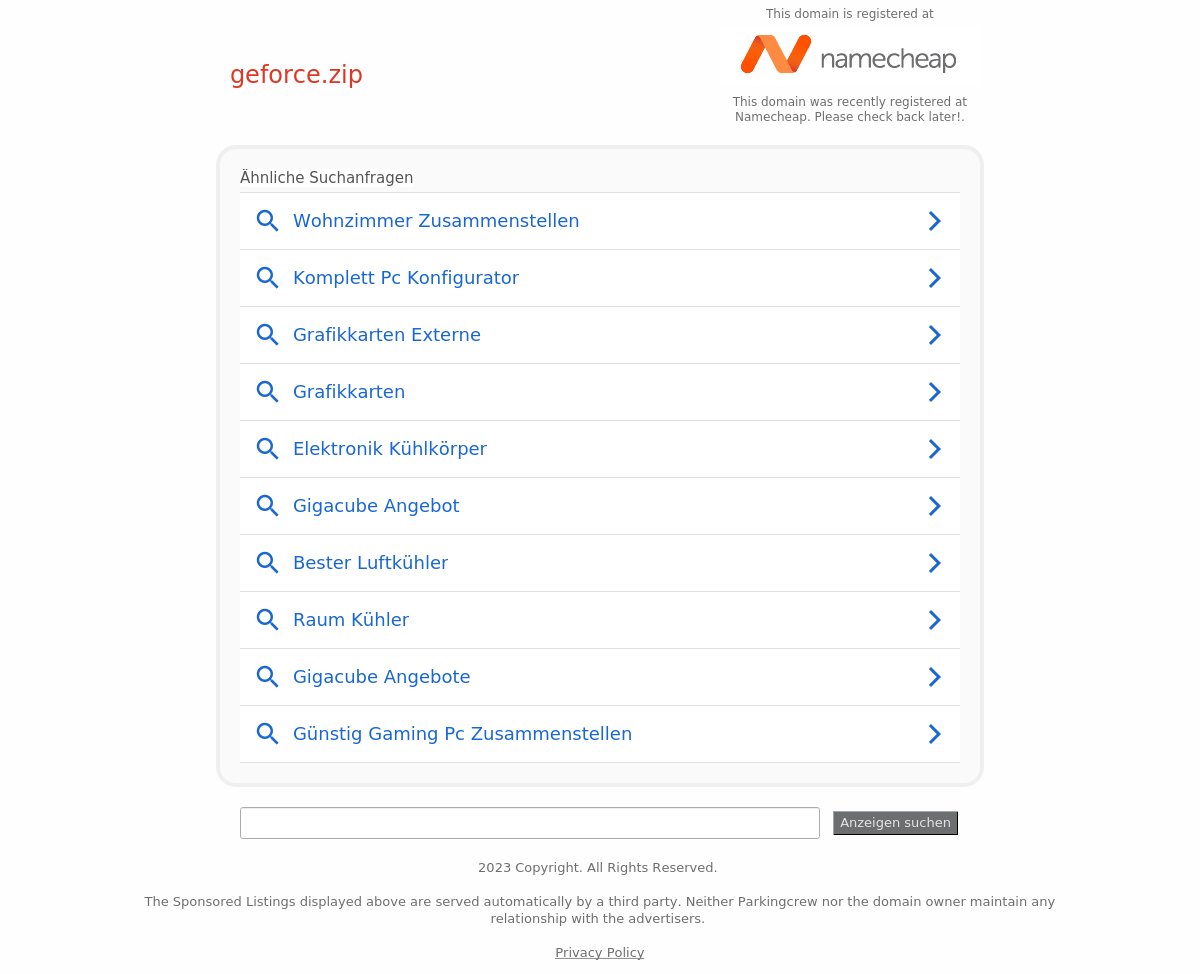 This domain is registered at
namecheap
geforce.zip
This domain was recently registered at
Namecheap. Please check back later!.
Ähnliche Suchanfragen
Wohnzimmer Zusammenstellen
Komplett Pc Konfigurator
Grafikkarten Externe
Grafikkarten
Elektronik Kühlkörper
Gigacube Angebot
Bester Luftkühler
Raum Kühler
Gigacube Angebote
Günstig Gaming Pc Zusammenstellen
Anzeigen suchen
2023 Copyright. All Rights Reserved.
The Sponsored Listings displayed above are served automatically by a third party. Neither Parkingcrew nor the domain owner maintain any
relationship with the advertisers.
Privacy Policy